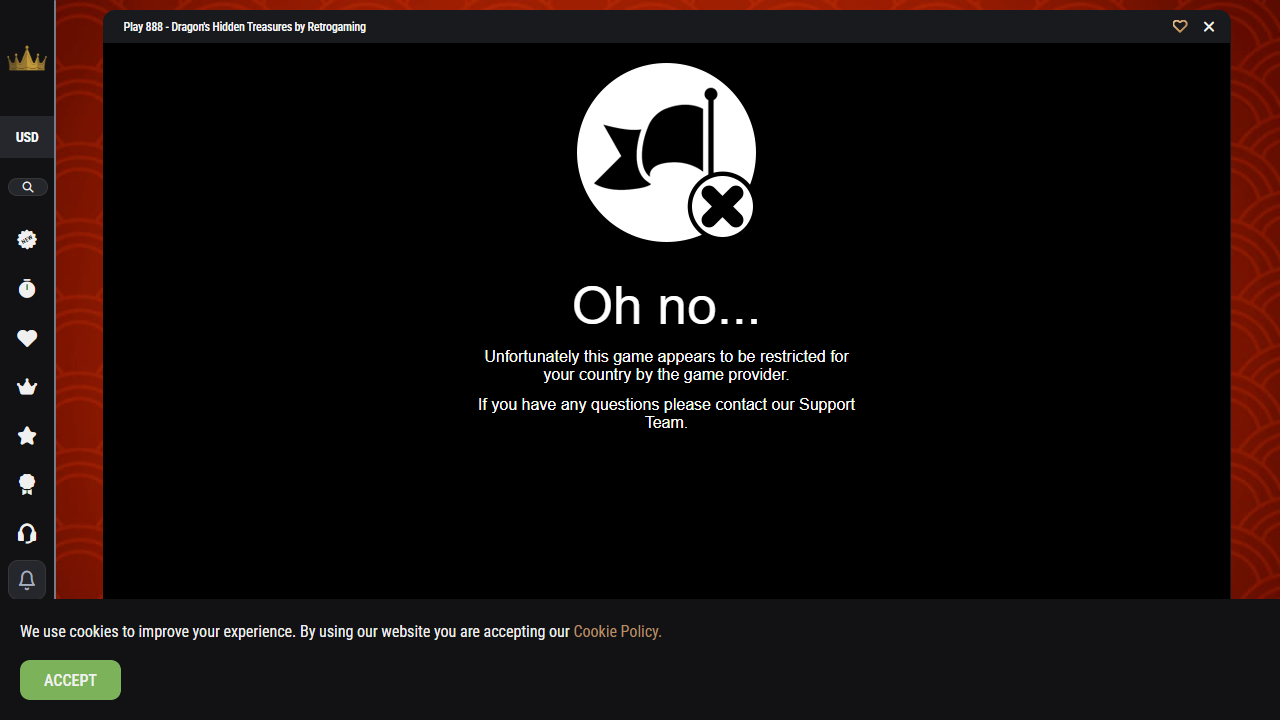 Play 888 - Dragon's Hidden Treasures by Retrogaming
USD
NEW
Oh no...
Unfortunately this game appears to be restricted for
your country by the game provider.
If you have any questions please contact our Support
Team.
We use cookies to improve your experience. By using our website you are accepting our Cookie Policy.
ACCEPT